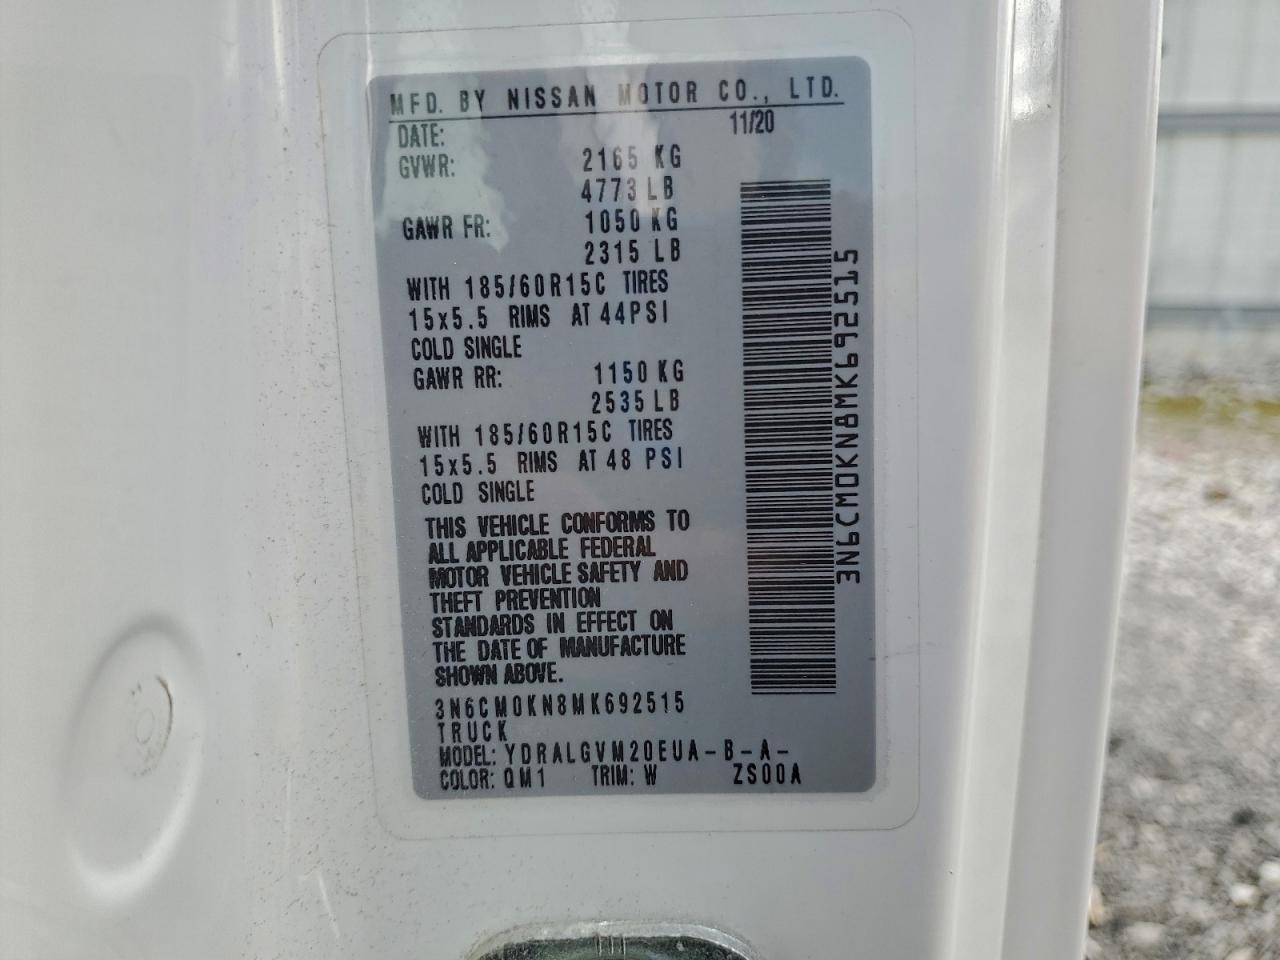 MFD. BY NISSAN MOTOR CO., LTD.
DATE: 11/20
GVWR: 2165 KG
4773 LB
GAWR FR: 1050 KG
2315 LB
WITH 185/60R15C TIRES
15x5.5 RIMS AT 44PSI
COLD SINGLE
GAWR RR: 1150 KG
2535 LB
WITH 185/60R15C TIRES
15x5.5 RIMS AT 48 PSI
COLD SINGLE
THIS VEHICLE CONFORMS TO
ALL APPLICABLE FEDERAL
MOTOR VEHICLE SAFETY AND
THEFT PREVENTION
STANDARDS IN EFFECT ON
THE DATE OF MANUFACTURE
SHOWN ABOVE.
3N6CM0KN8MK692515
TRUCK
MODEL: YDRALGVM20EUA-B-A-
COLOR: QM1 TRIM: W ZS00A
3N6CM0KN8MK692515